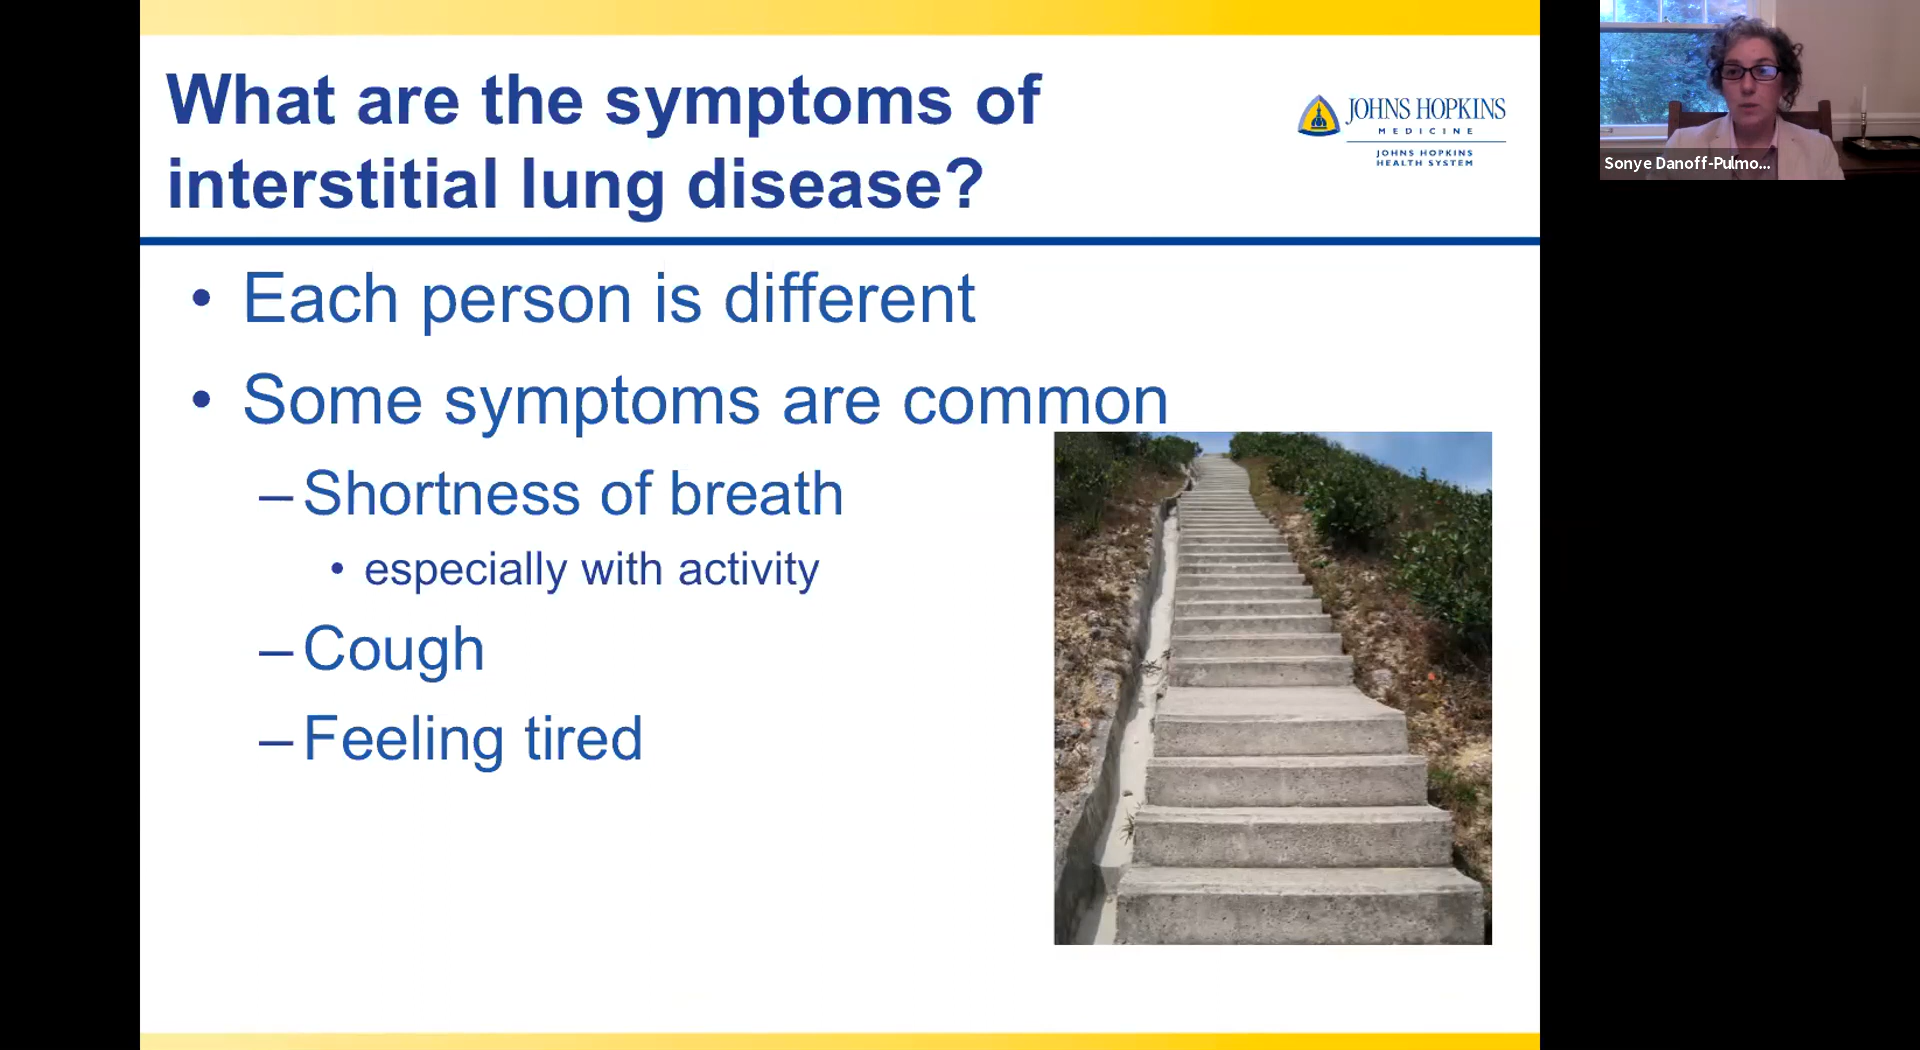 What are the symptoms of
interstitial lung disease?
JOHNS HOPKINS
MEDICINE
JOHNS HOPKINS
HEALTH SYSTEM
• Each person is different
• Some symptoms are common
– Shortness of breath
• especially with activity
– Cough
– Feeling tired
Sonye Danoff-Pulmo...